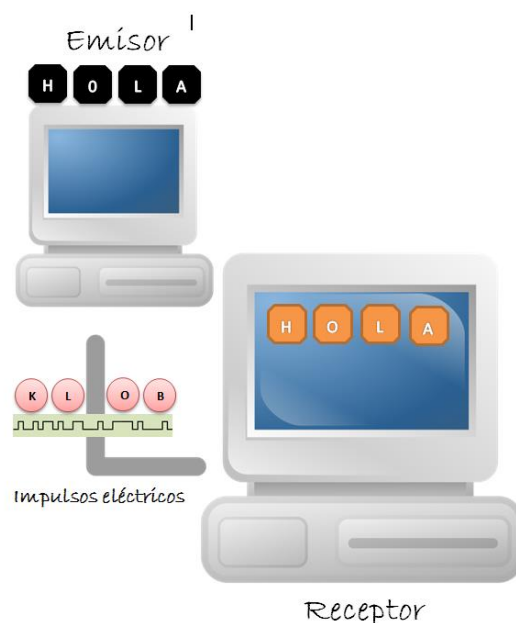 Emisor
H O L A
H O L A
K L O B
Impulsos eléctricos
Receptor